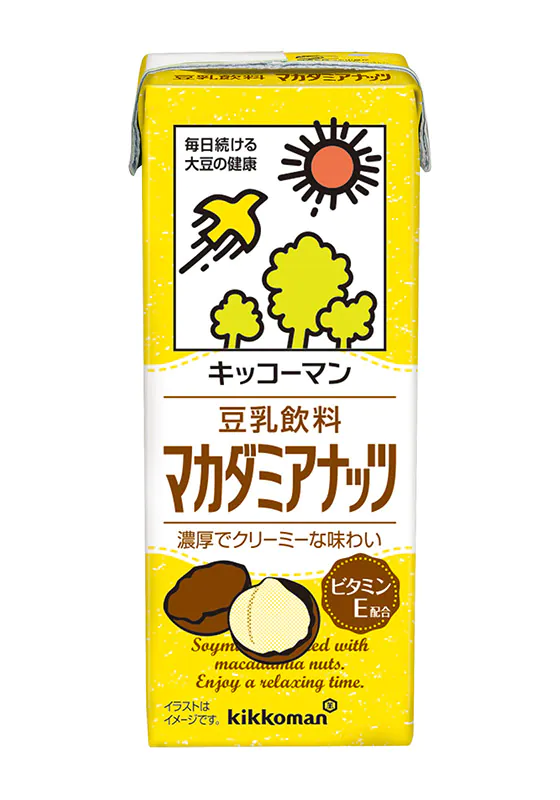 豆乳飲料 マカダミアナッツ
毎日続ける
大豆の健康
キッコーマン
豆乳飲料
マカダミアナッツ
濃厚でクリーミーな味わい
ビタミン
E配合
with
nuts.
Enjoy a relaxing time.
イラストは
イメージです。
kikkoman